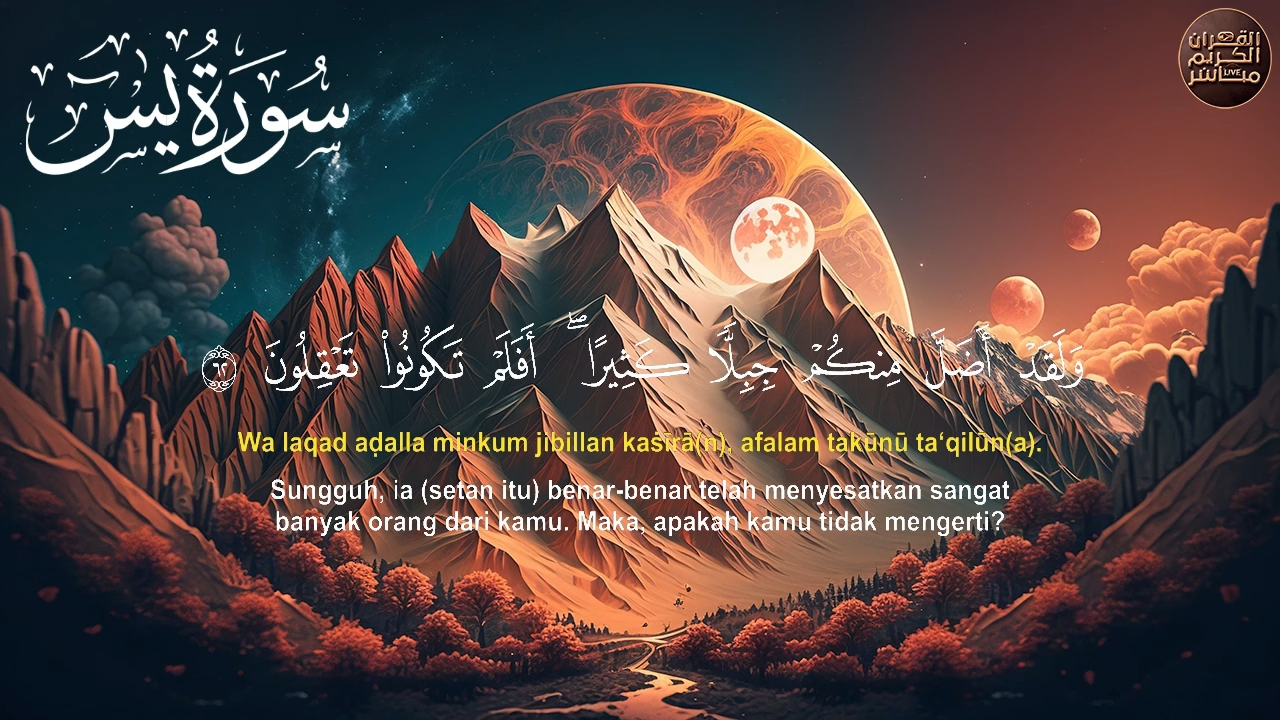 سُورَةُ يس
القرآن
الكريم
LIVE
مباشر
وَلَقَدْ أَضَلَّ مِنكُمْ جِبِلًّا كَثِيرًا ۖ أَفَلَمْ تَكُونُوا۟ تَعْقِلُونَ ٦٢
Wa laqad aḍalla minkum jibillan kaṡīrā(n), afalam takūnū ta‘qilūn(a).
Sungguh, ia (setan itu) benar-benar telah menyesatkan sangat
banyak orang dari kamu. Maka, apakah kamu tidak mengerti?